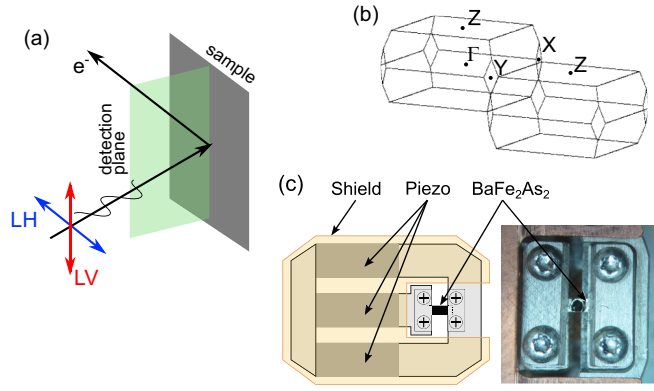 (a)
sample
e⁻
detection
plane
LH
LV
(b)
Z
Γ
Y
X
Z
(c)
Shield
Piezo
BaFe₂As₂